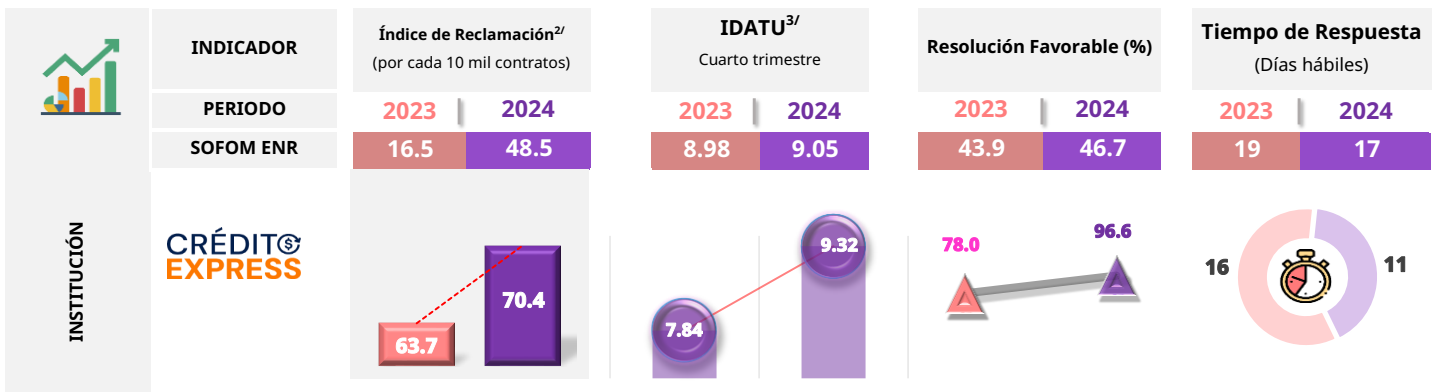 INDICADOR
Índice de Reclamación2/
(por cada 10 mil contratos)
IDATU3/
Cuarto trimestre
Resolución Favorable (%)
Tiempo de Respuesta
(Días hábiles)
PERIODO
2023 2024
2023 2024
2023 2024
2023 2024
SOFOM ENR
16.5 48.5
8.98 9.05
43.9 46.7
19 17
INSTITUCIÓN
CRÉDITO
EXPRESS
63.7
70.4
7.84
9.32
78.0
96.6
16
11